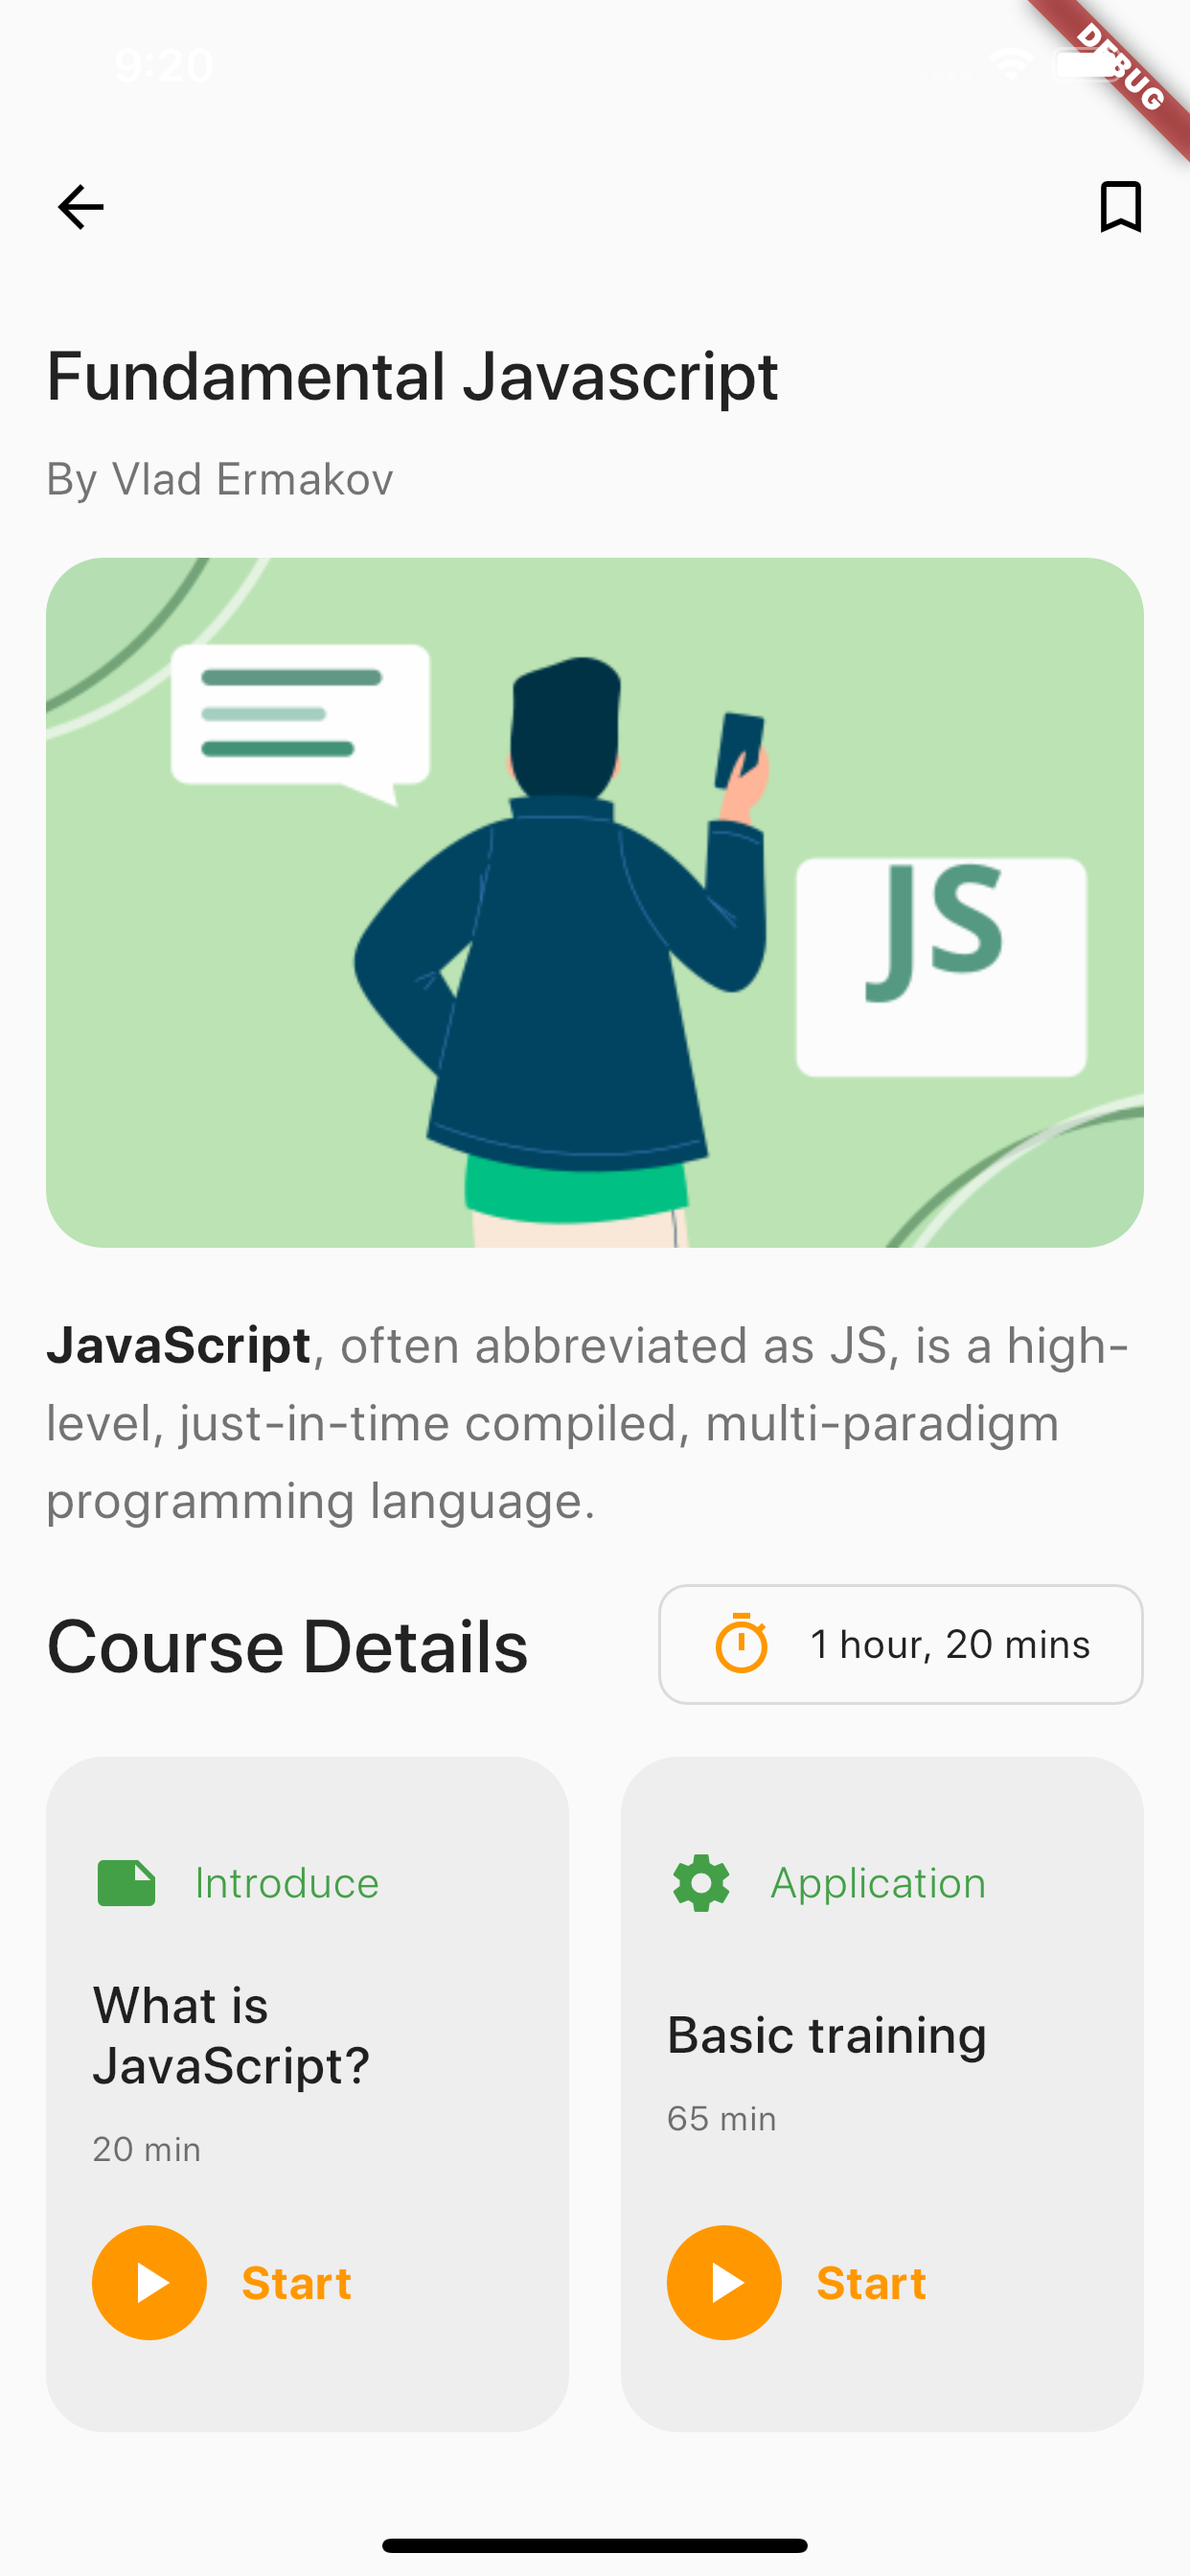 9:20
DEBUG
Fundamental Javascript
By Vlad Ermakov
JS
JavaScript, often abbreviated as JS, is a high-
level, just-in-time compiled, multi-paradigm
programming language.
Course Details
1 hour, 20 mins
Introduce
What is
JavaScript?
20 min
Start
Application
Basic training
65 min
Start